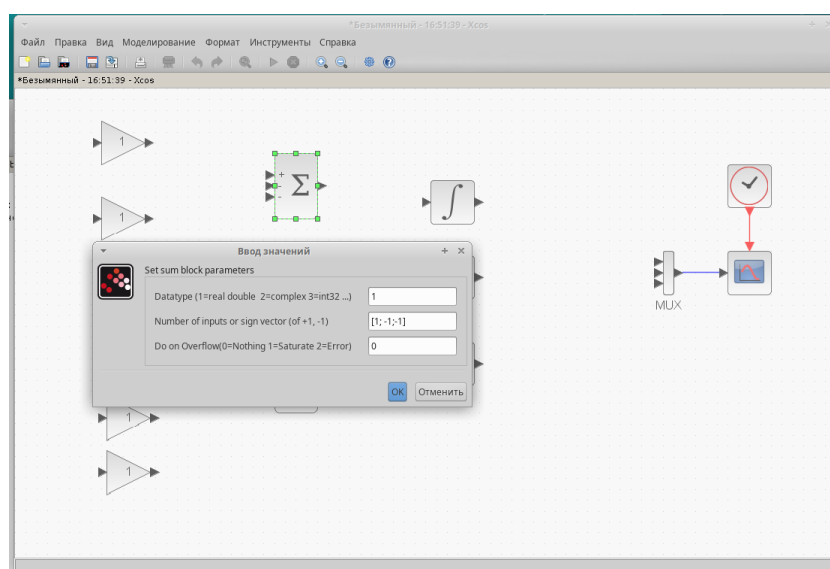 *Безымянный - 16:51:39 - Xcos
Файл Правка Вид Моделирование Формат Инструменты Справка
*Безымянный - 16:51:39 - Xcos
1
+
-
-
Σ
∫
1
MUX
Ввод значений
Set sum block parameters
Datatype (1=real double 2=complex 3=int32 ...) 1
Number of inputs or sign vector (of +1, -1) [1; -1;-1]
Do on Overflow(0=Nothing 1=Saturate 2=Error) 0
OK Отменить
1
1